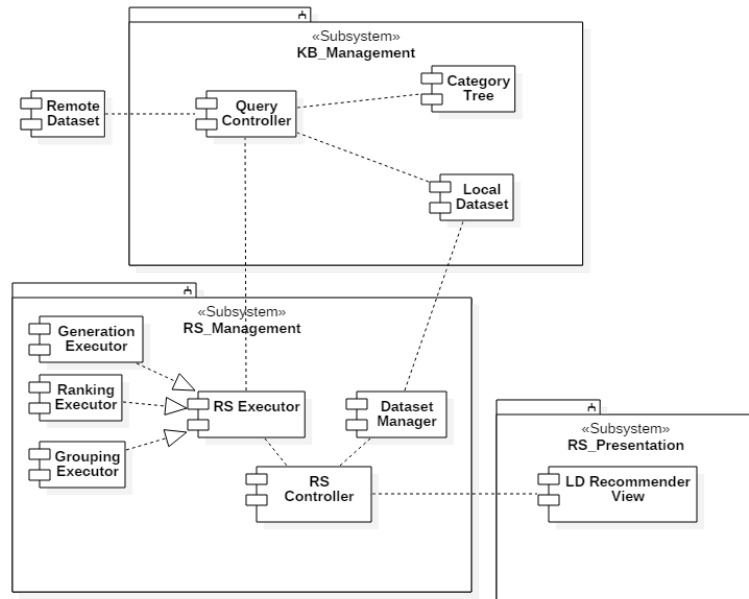 «Subsystem»
KB_Management
Remote
Dataset
Query
Controller
Category
Tree
Local
Dataset
«Subsystem»
RS_Management
Generation
Executor
Ranking
Executor
Grouping
Executor
RS Executor
Dataset
Manager
RS
Controller
«Subsystem»
RS_Presentation
LD Recommender
View